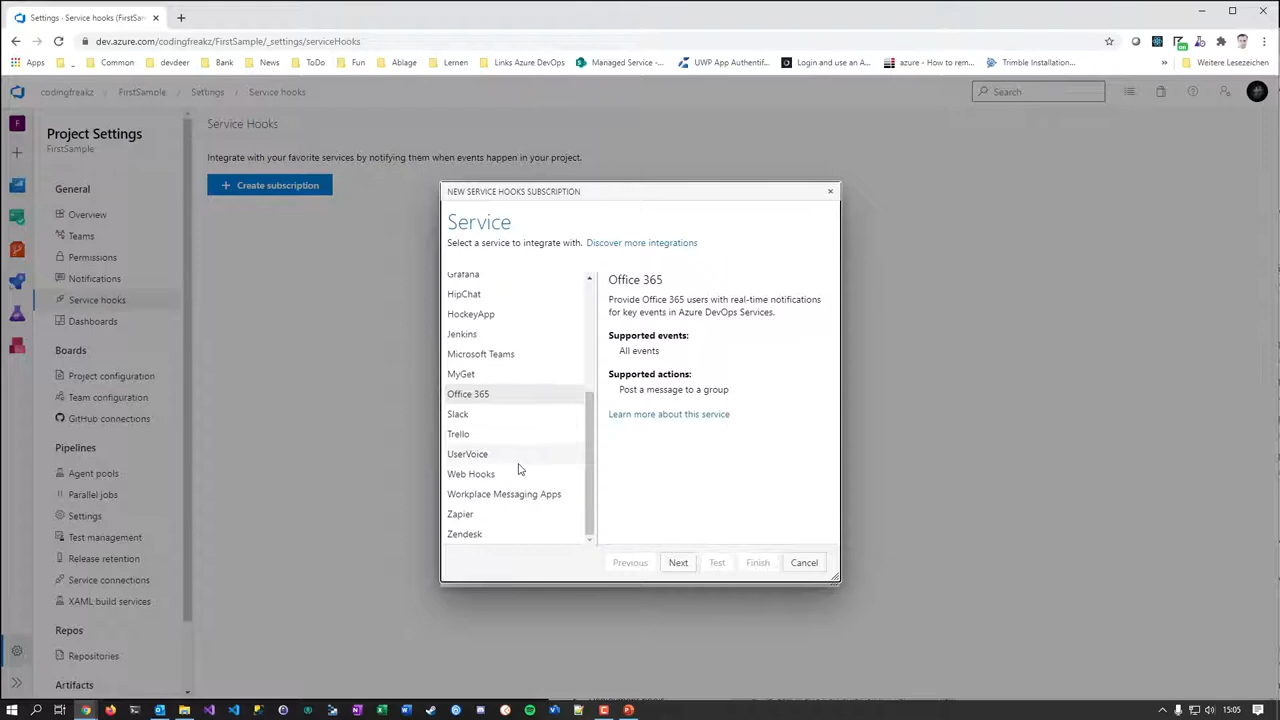 Settings · Service hooks (FirstSam
dev.azure.com/codingfreakz/FirstSample/_settings/serviceHooks
Apps
_
Common
devdeer
Bank
News
ToDo
Fun
Ablage
Lernen
Links Azure DevOps
Managed Service -...
UWP App Authentif...
Login and use an A...
azure - How to rem...
Trimble Installation...
»
Weitere Lesezeichen
codingfreakz / FirstSample / Settings / Service hooks
Search
F
Project Settings
FirstSample
General
Overview
Teams
Permissions
Notifications
Service hooks
Dashboards
Boards
Project configuration
Team configuration
GitHub connections
Pipelines
Agent pools
Parallel jobs
Settings
Test management
Release retention
Service connections
XAML build services
Repos
Repositories
Artifacts
Service Hooks
Integrate with your favorite services by notifying them when events happen in your project.
+ Create subscription
NEW SERVICE HOOKS SUBSCRIPTION
Service
Select a service to integrate with. Discover more integrations
Grafana
HipChat
HockeyApp
Jenkins
Microsoft Teams
MyGet
Office 365
Slack
Trello
UserVoice
Web Hooks
Workplace Messaging Apps
Zapier
Zendesk
Office 365
Provide Office 365 users with real-time notifications
for key events in Azure DevOps Services.
Supported events:
All events
Supported actions:
Post a message to a group
Learn more about this service
Previous
Next
Test
Finish
Cancel
15:05